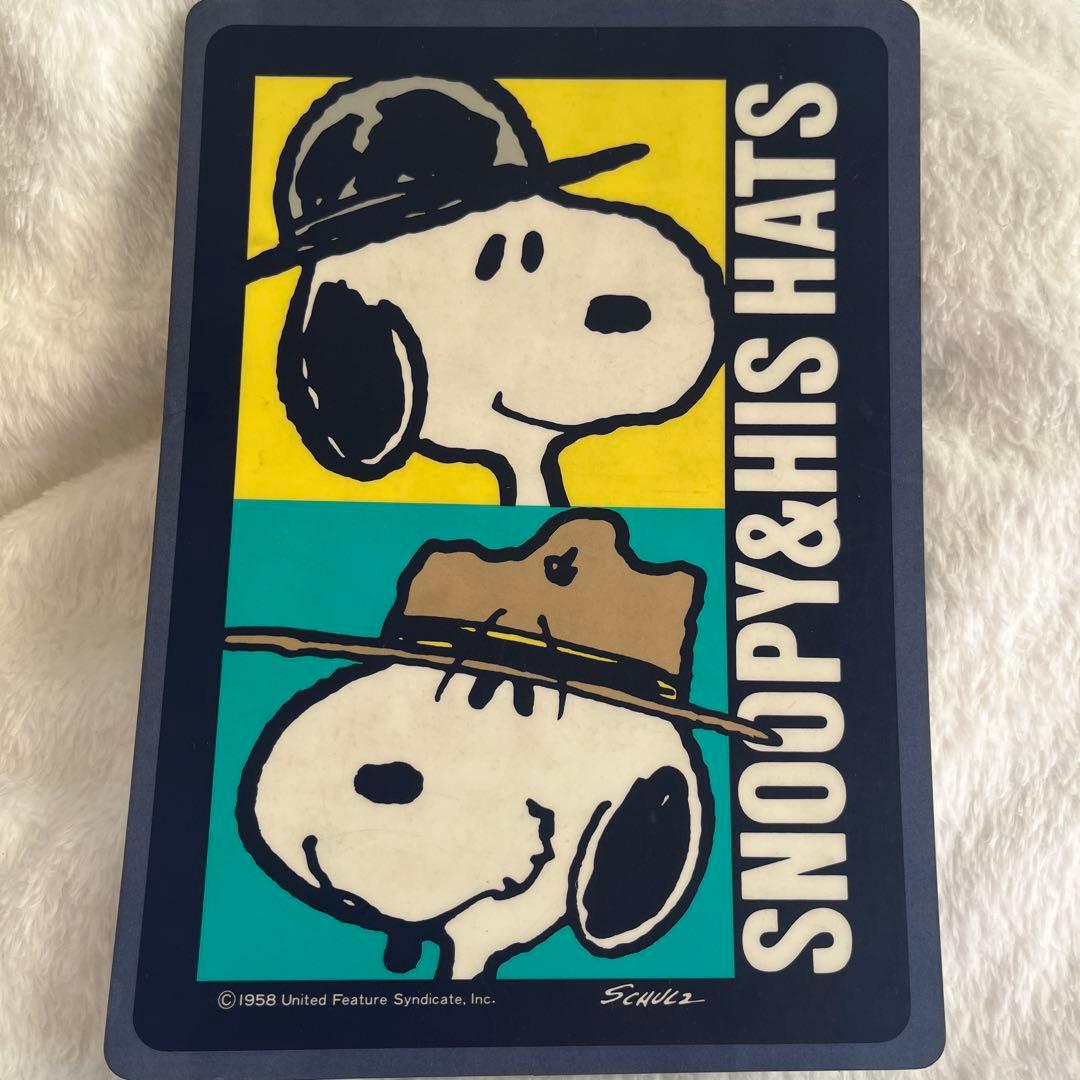 SNOOPY&HIS HATS
©1958 United Feature Syndicate, Inc.
SCHULZ